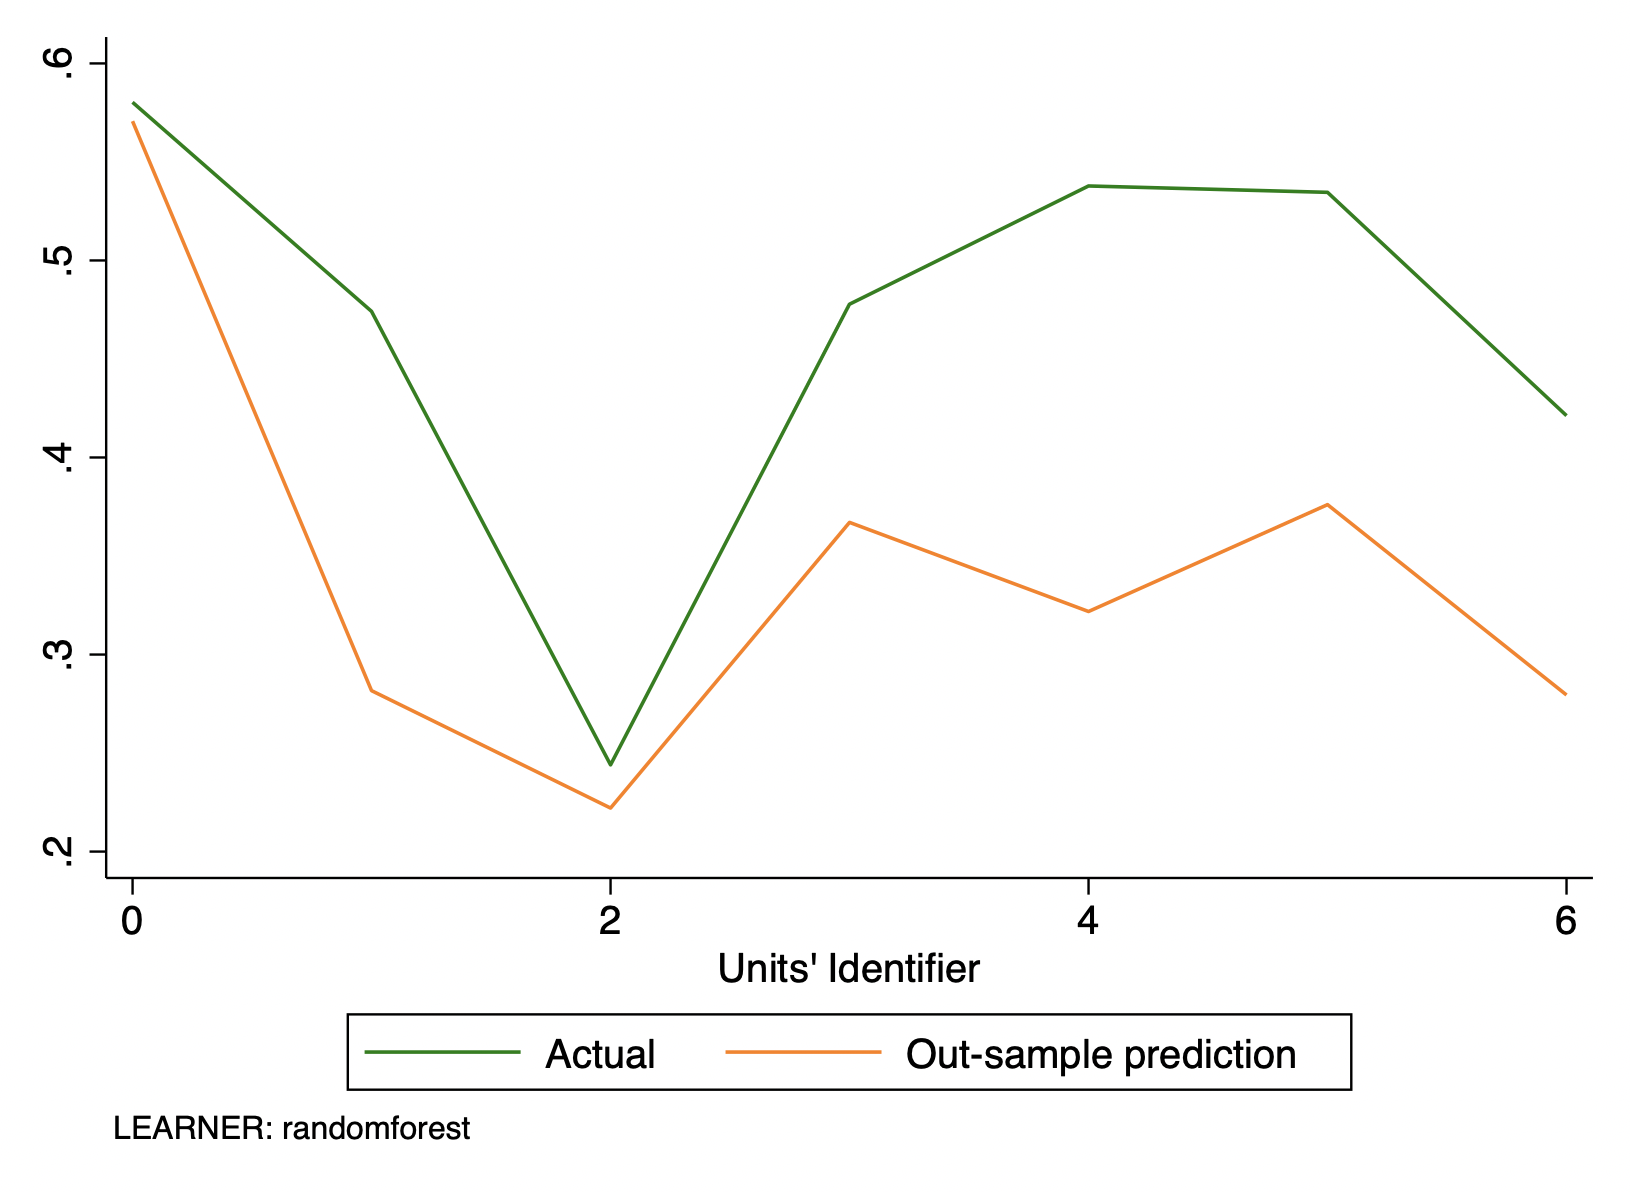 .6
.5
.4
.3
.2
0 2 4 6
Units' Identifier
Actual Out-sample prediction
LEARNER: randomforest